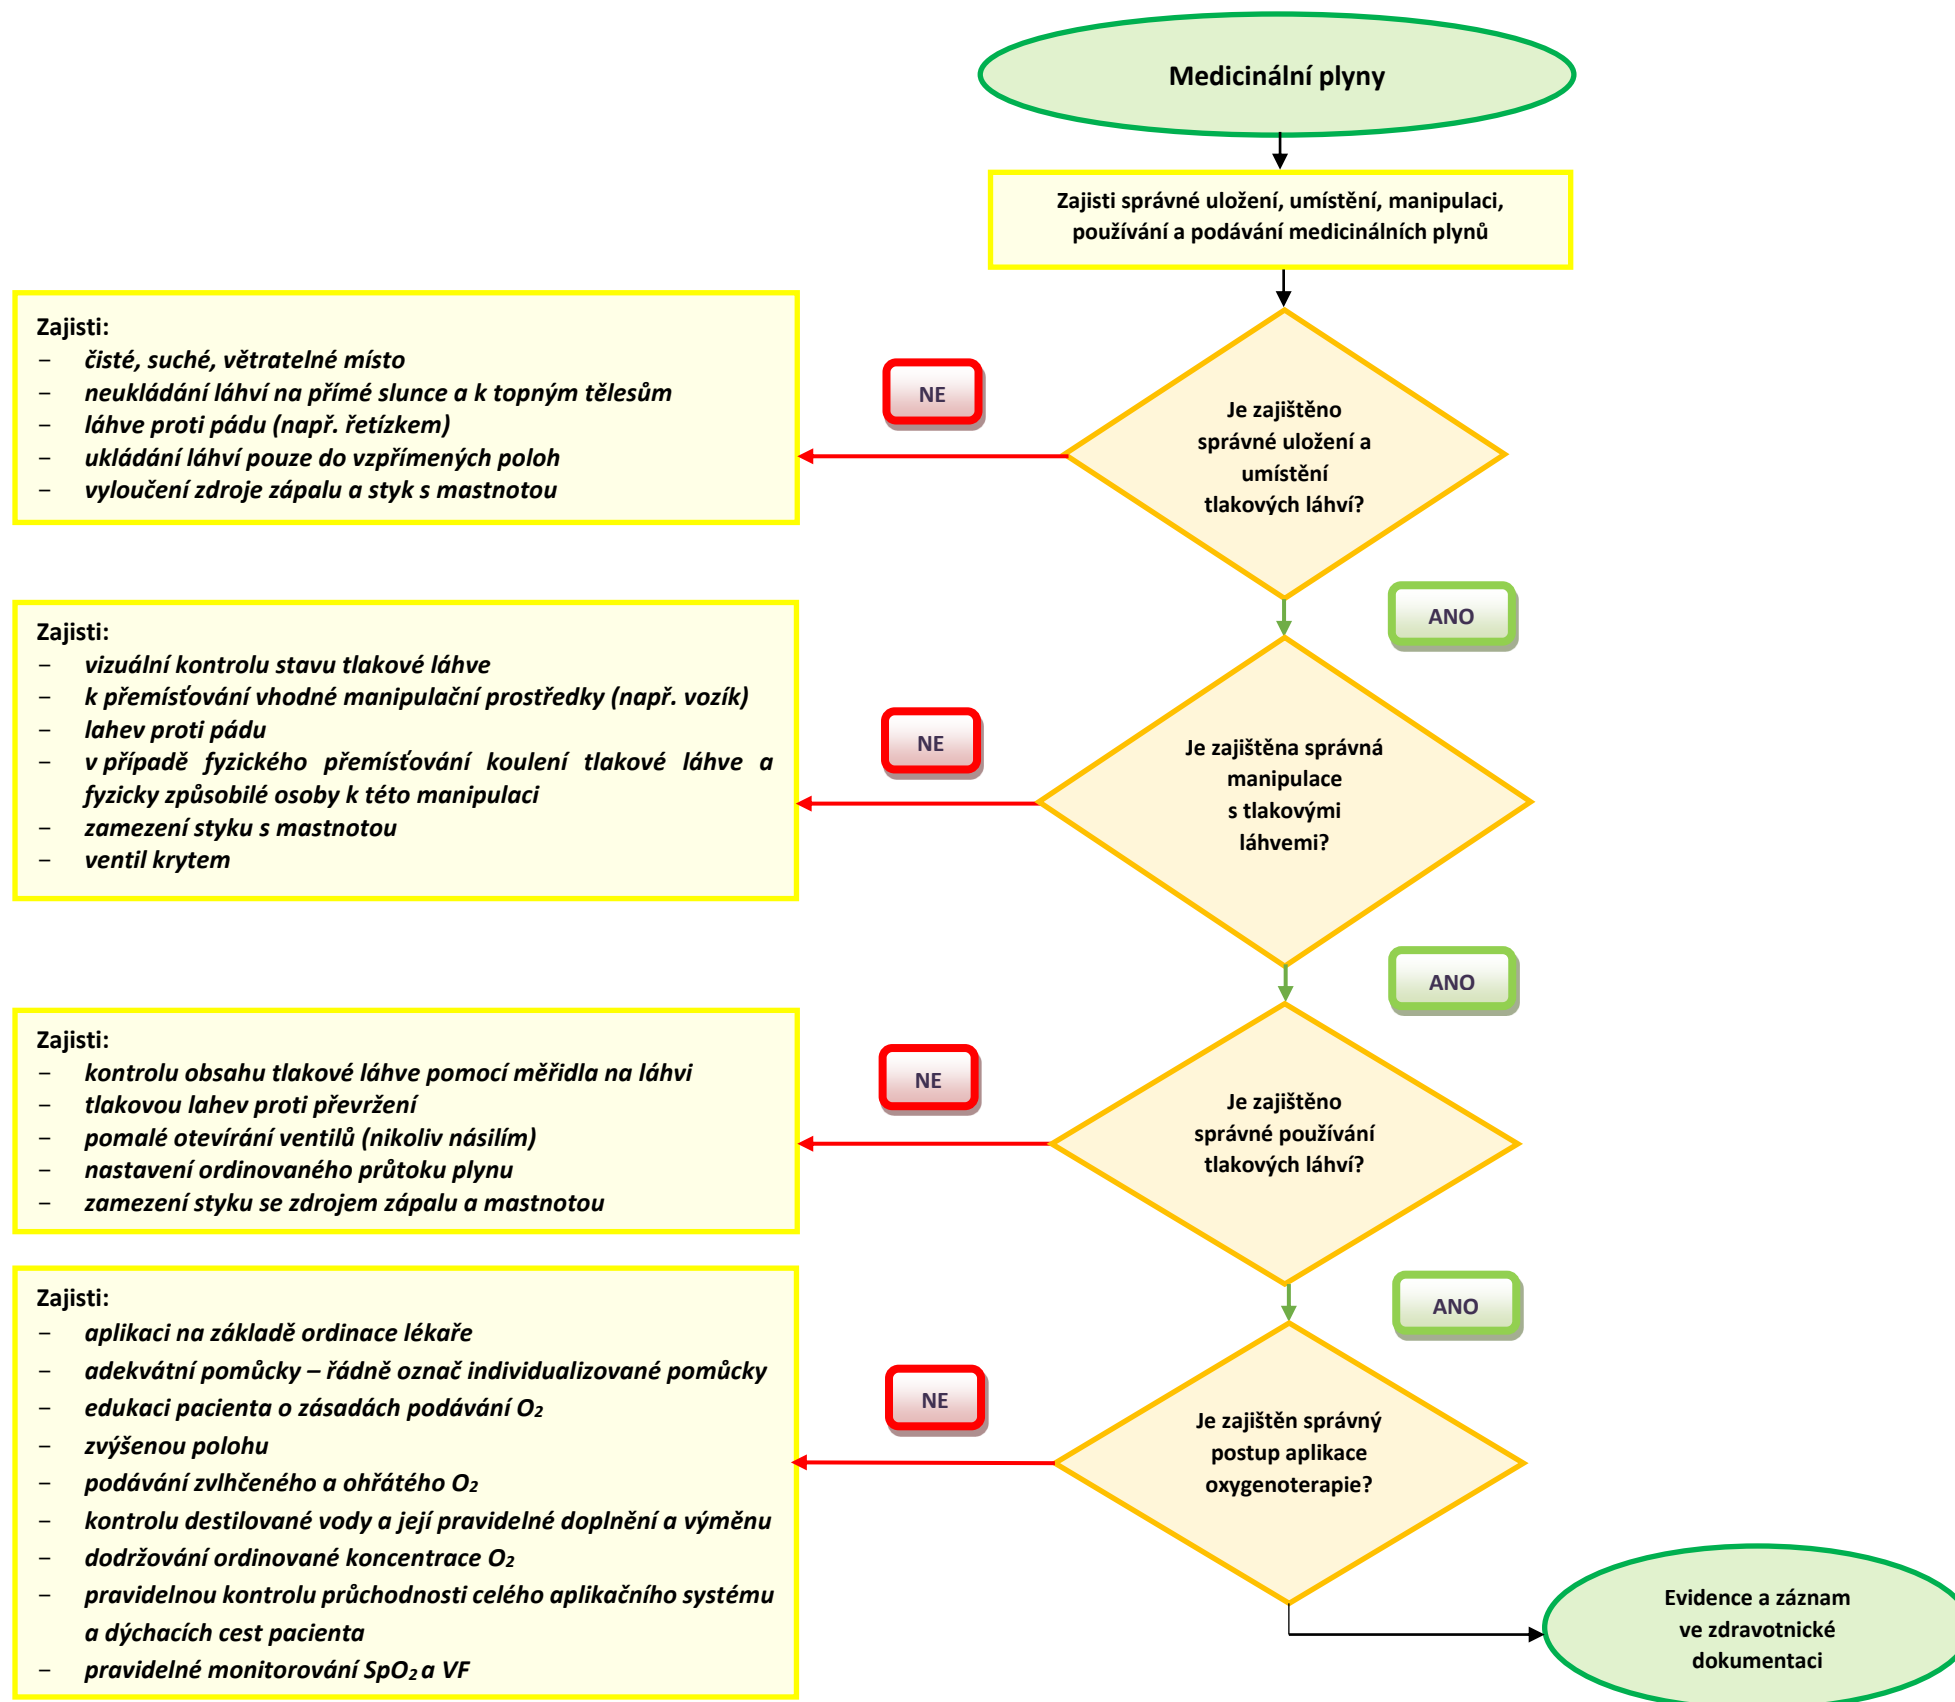 Medicinální plyny
Zajisti správné uložení, umístění, manipulaci,
používání a podávání medicinálních plynů
Zajisti:
– čisté, suché, větratelné místo
– neukládání láhví na přímé slunce a k topným tělesům
– láhve proti pádu (např. řetízkem)
– ukládání láhví pouze do vzpřímených poloh
– vyloučení zdroje zápalu a styk s mastnotou
NE
Je zajištěno
správné uložení a
umístění
tlakových láhví?
ANO
Zajisti:
– vizuální kontrolu stavu tlakové láhve
– k přemísťování vhodné manipulační prostředky (např. vozík)
– lahev proti pádu
– v případě fyzického přemísťování koulení tlakové láhve a
fyzicky způsobilé osoby k této manipulaci
– zamezení styku s mastnotou
– ventil krytem
NE
Je zajištěna správná
manipulace
s tlakovými
láhvemi?
ANO
Zajisti:
– kontrolu obsahu tlakové láhve pomocí měřidla na láhvi
– tlakovou lahev proti převržení
– pomalé otevírání ventilů (nikoliv násilím)
– nastavení ordinovaného průtoku plynu
– zamezení styku se zdrojem zápalu a mastnotou
NE
Je zajištěno
správné používání
tlakových láhví?
ANO
Zajisti:
– aplikaci na základě ordinace lékaře
– adekvátní pomůcky – řádně označ individualizované pomůcky
– edukaci pacienta o zásadách podávání O₂
– zvýšenou polohu
– podávání zvlhčeného a ohřátého O₂
– kontrolu destilované vody a její pravidelné doplnění a výměnu
– dodržování ordinované koncentrace O₂
– pravidelnou kontrolu průchodnosti celého aplikačního systému
a dýchacích cest pacienta
– pravidelné monitorování SpO₂ a VF
NE
Je zajištěn správný
postup aplikace
oxygenoterapie?
Evidence a záznam
ve zdravotnické
dokumentaci